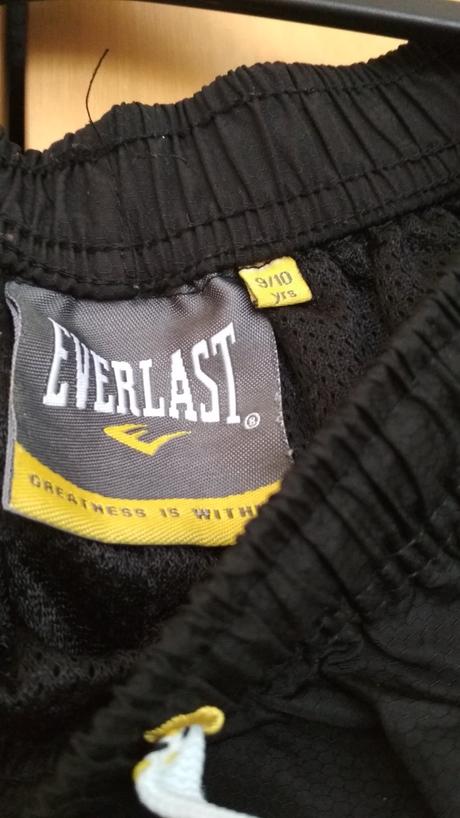 9/10
yrs
EVERLAST®
GREATNESS IS WITHI